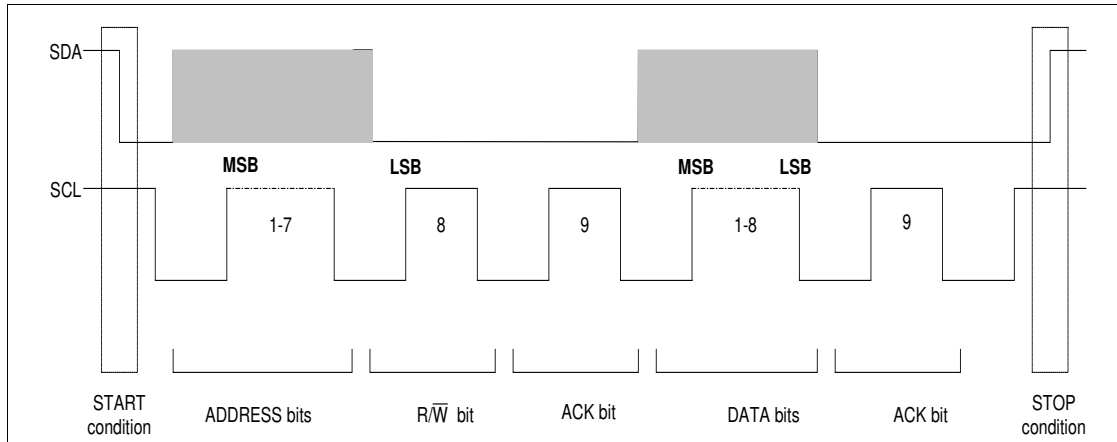 SDA
MSB LSB MSB LSB
SCL
1-7 8 9 1-8 9
START condition
ADDRESS bits
R/W̅ bit
ACK bit
DATA bits
ACK bit
STOP condition